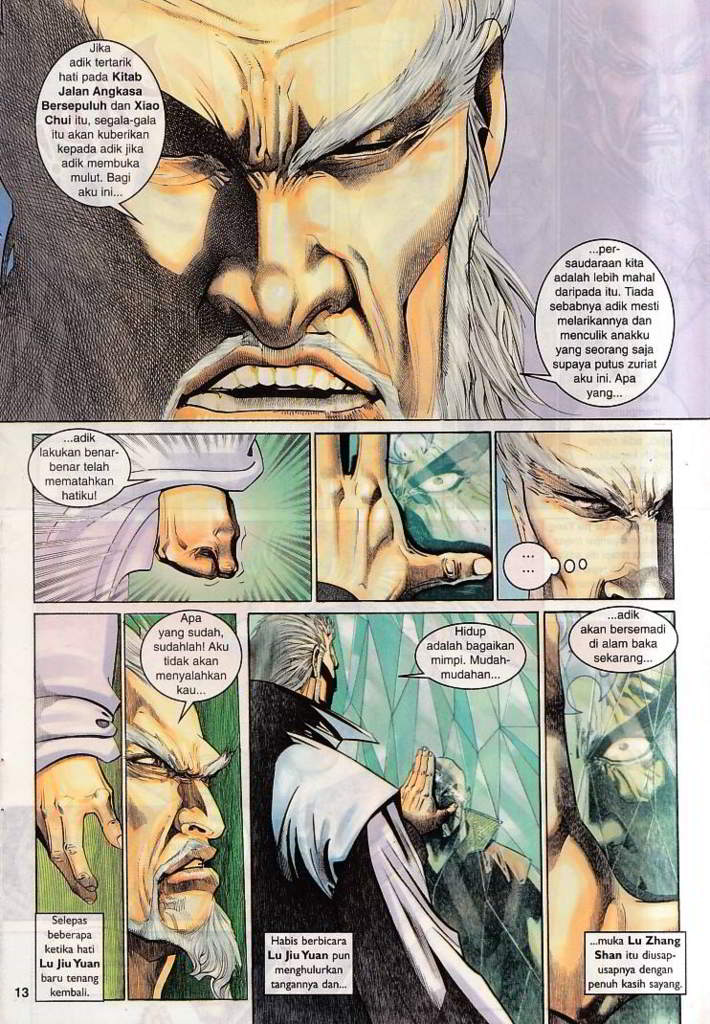 Jika
adik tertarik
hati pada Kitab
Jalan Angkasa
Bersepuluh dan Xiao
Chui itu, segala-gala
itu akan kuberikan
kepada adik jika
adik membuka
mulut. Bagi
aku ini...
...per-
saudaraan kita
adalah lebih mahal
daripada itu. Tiada
sebabnya adik mesti
melarikannya dan
menculik anakku
yang seorang saja
supaya putus zuriat
aku ini. Apa
yang...
...adik
lakukan benar-
benar telah
mematahkan
hatiku!
...
...
Apa
yang sudah,
sudahlah! Aku
tidak akan
menyalahkan
kau...
Selepas
beberapa
ketika hati
Lu Jiu Yuan
baru tenang
kembali.
Hidup
adalah bagaikan
mimpi. Mudah-
mudahan...
Habis berbicara
Lu Jiu Yuan pun
menghulurkan
tangannya dan...
...adik
akan bersemadi
di alam baka
sekarang...
...muka Lu Zhang
Shan itu diusap-
usapnya dengan
penuh kasih sayang.
13